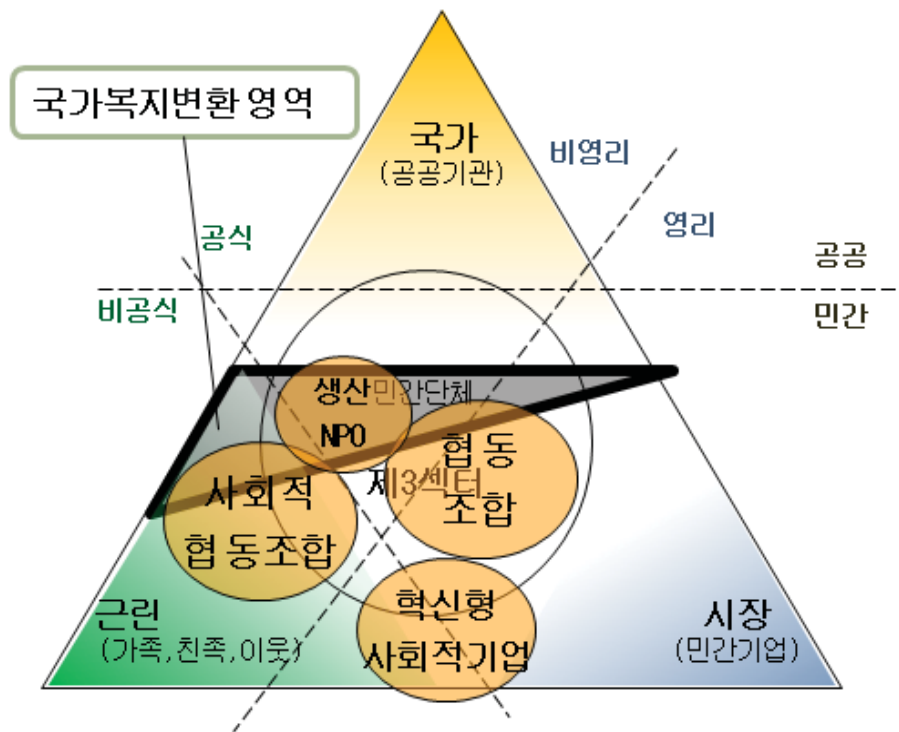 국가복지변환 영역
국가
(공공기관)
비영리
영리
공식
비공식
공공
민간
생산
NPO
민간단체
협동
조합
제3섹터
사회적
협동조합
혁신형
사회적기업
근린
(가족,친족,이웃)
시장
(민간기업)